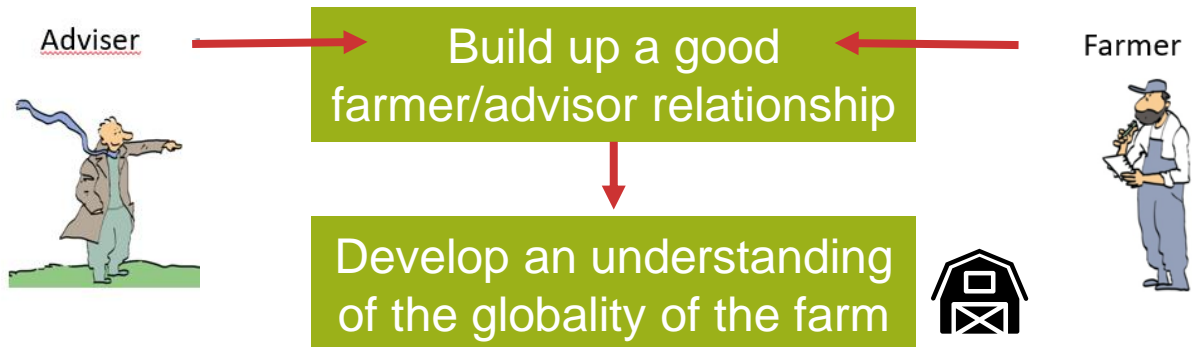 Adviser
Build up a good
farmer/advisor relationship
Farmer
Develop an understanding
of the globality of the farm